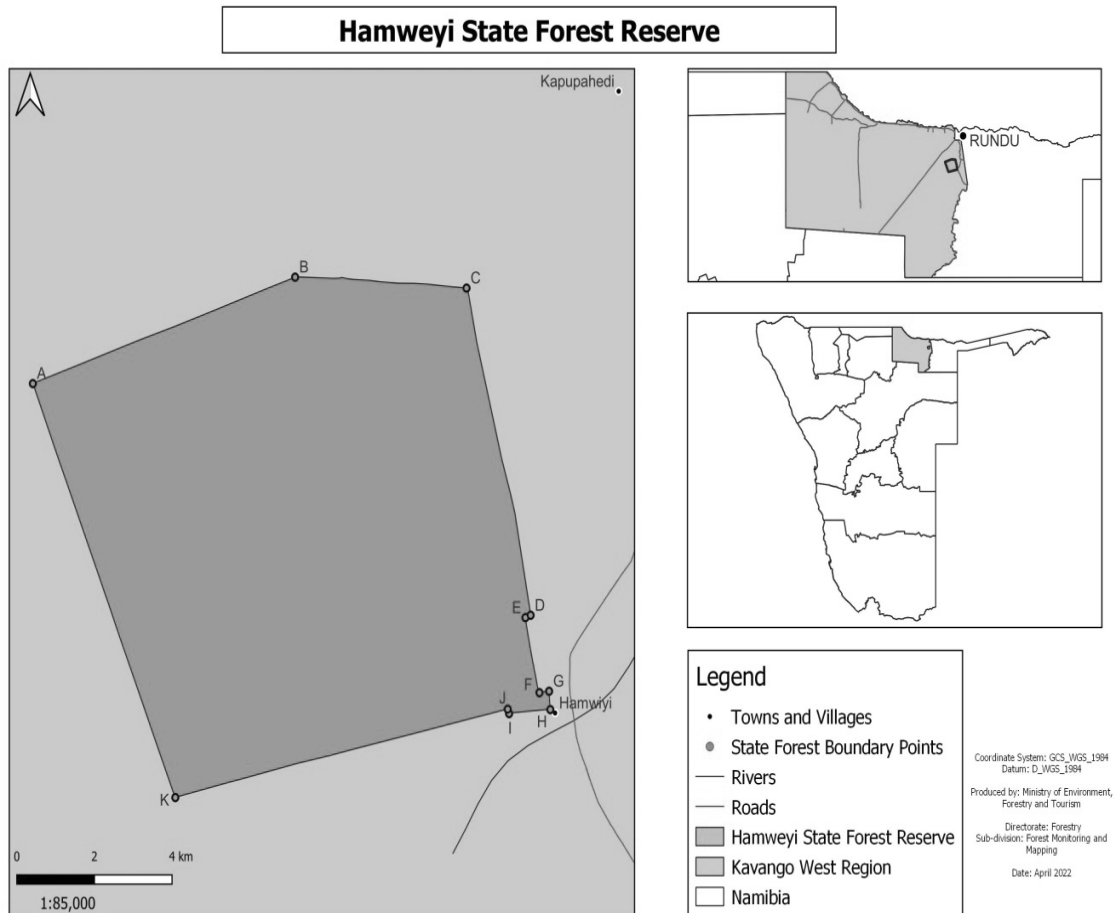 Hamweyi State Forest Reserve
Kapupahedi
B
C
A
E
D
F
G
J
Hamwiyi
H
I
K
0 2 4 km
1:85,000
RUNDU
Legend
Towns and Villages
State Forest Boundary Points
Rivers
Roads
Hamweyi State Forest Reserve
Kavango West Region
Namibia
Coordinate System: GCS_WGS_1984
Datum: D_WGS_1984
Produced by: Ministry of Environment,
Forestry and Tourism
Directorate: Forestry
Sub-division: Forest Monitoring and
Mapping
Date: April 2022